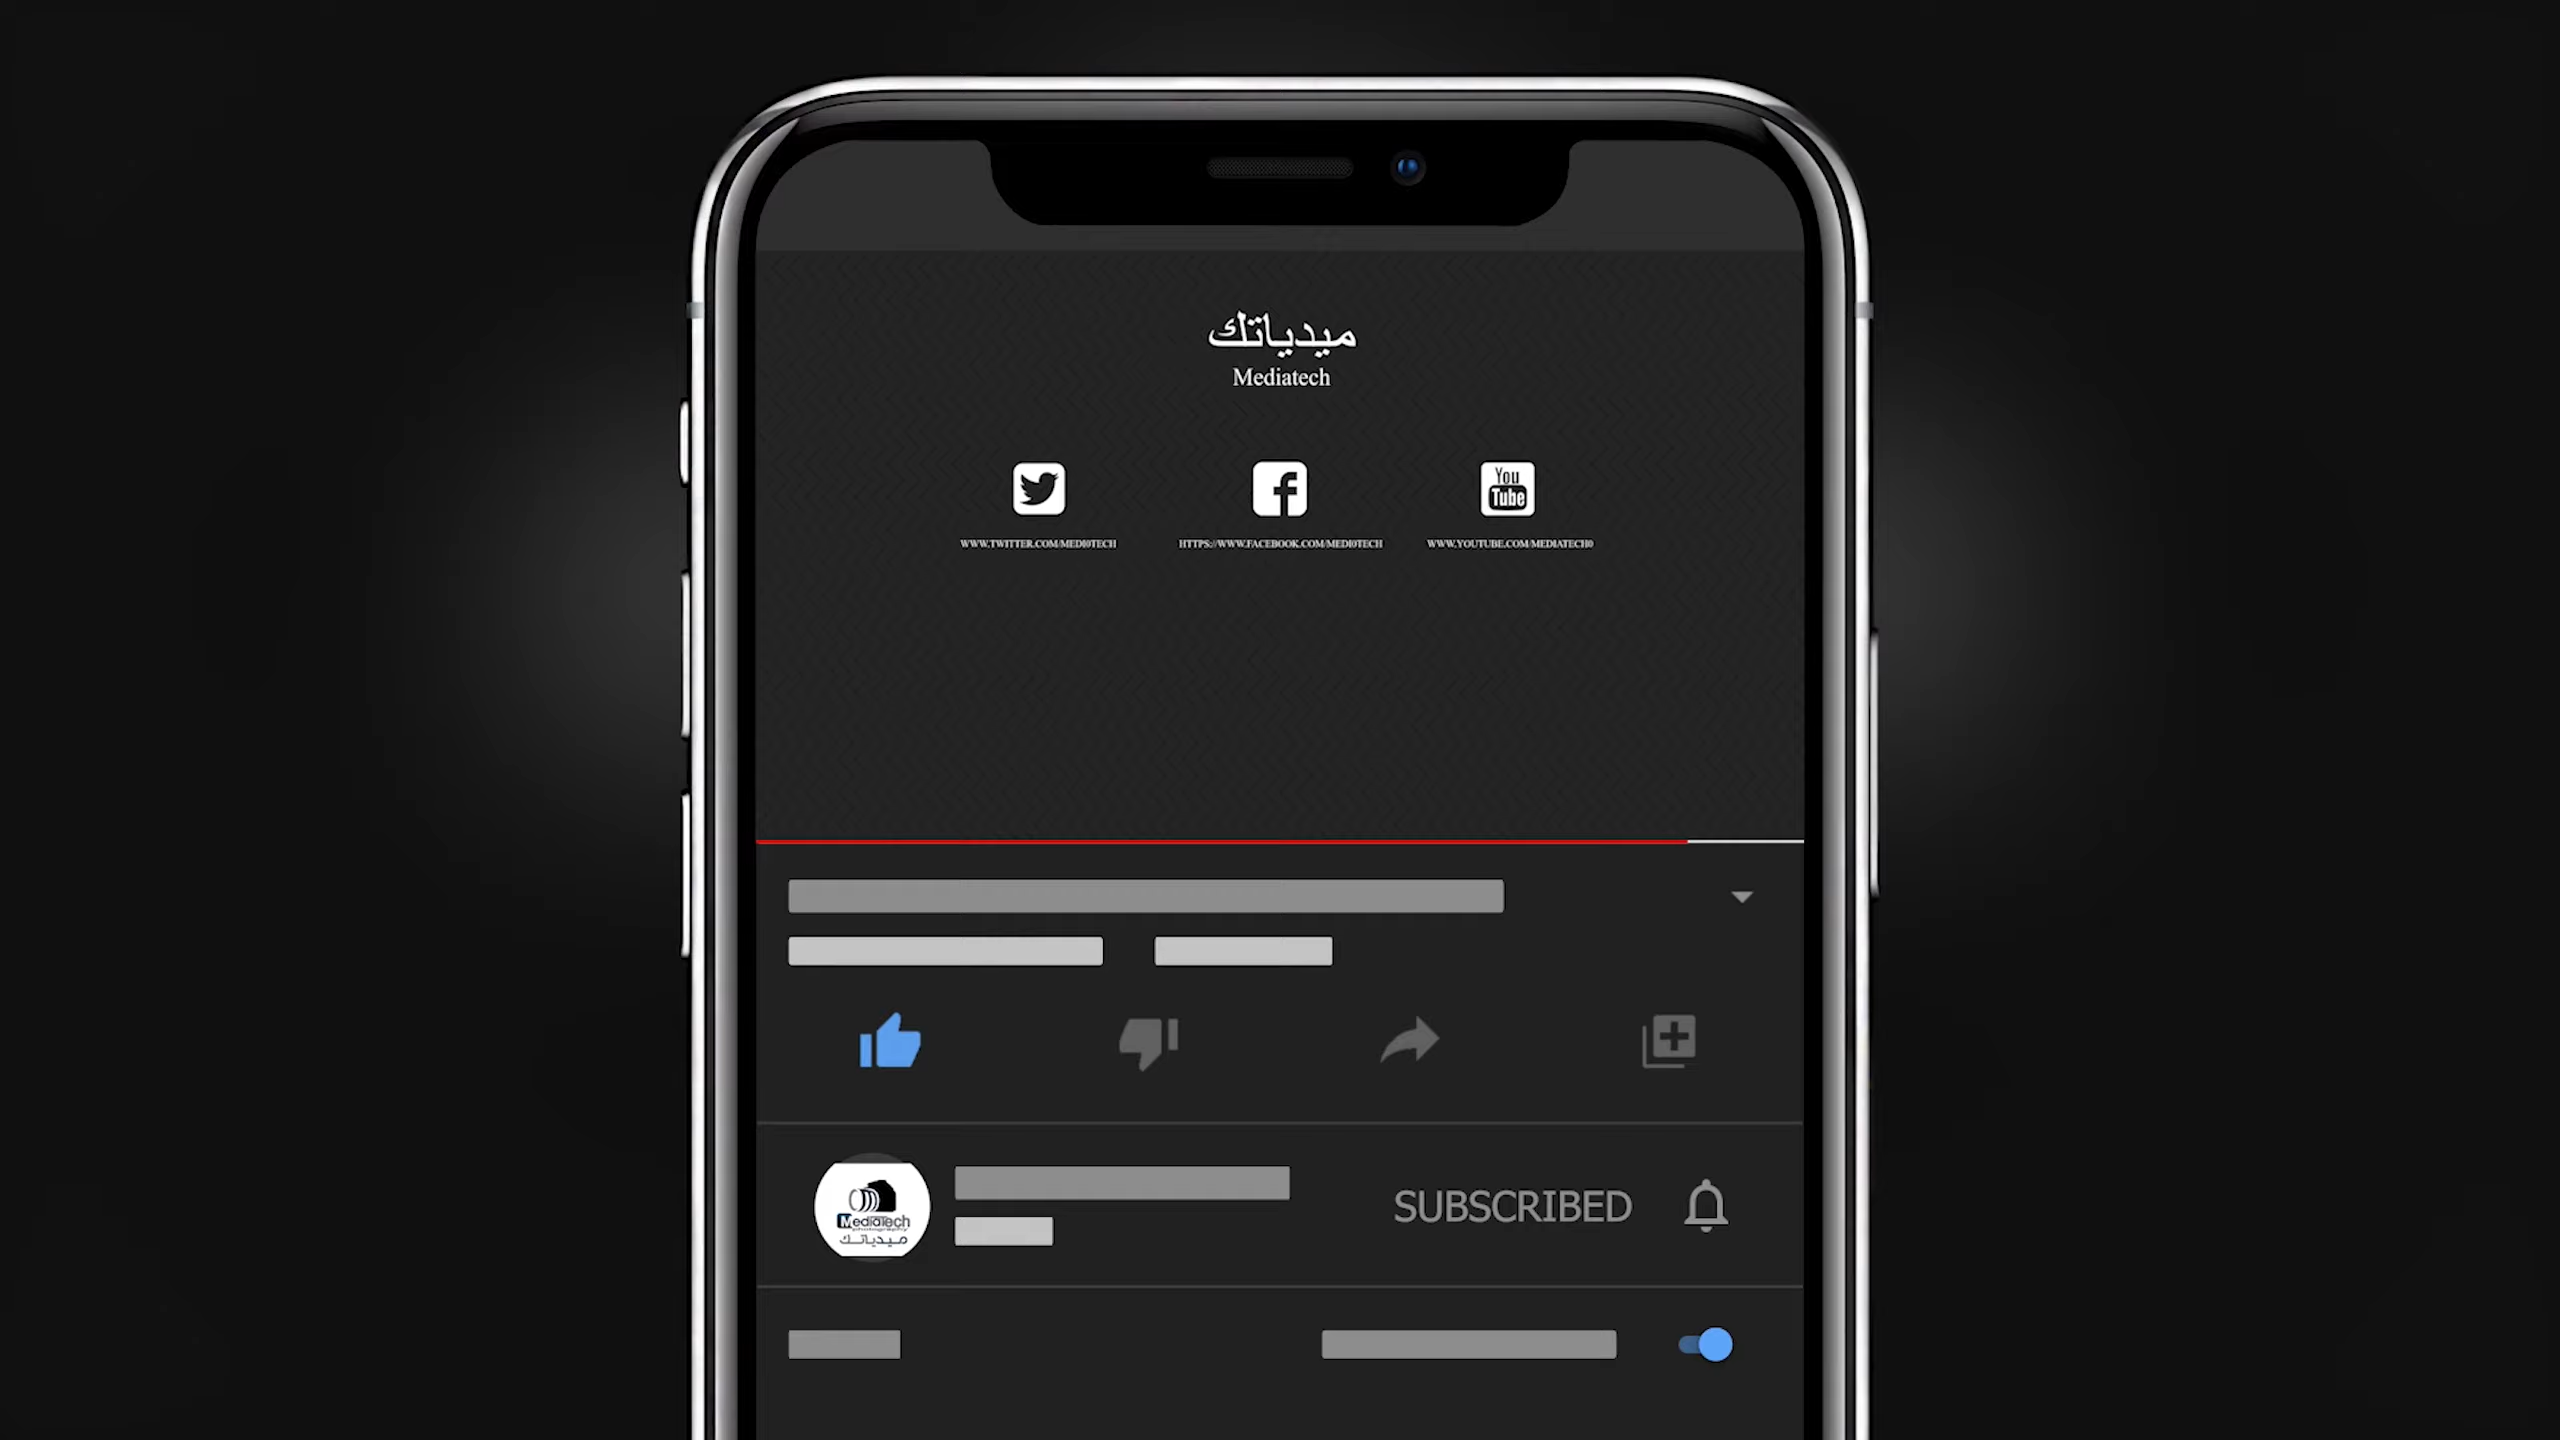 ميدياتك
Mediatech
You
Tube
WWW.TWITTER.COM/MEDI0TECH
HTTPS://WWW.FACEBOOK.COM/MEDI0TECH
WWW.YOUTUBE.COM/MEDIATECH0
SUBSCRIBED
MediaTech
photography
ميدياتك